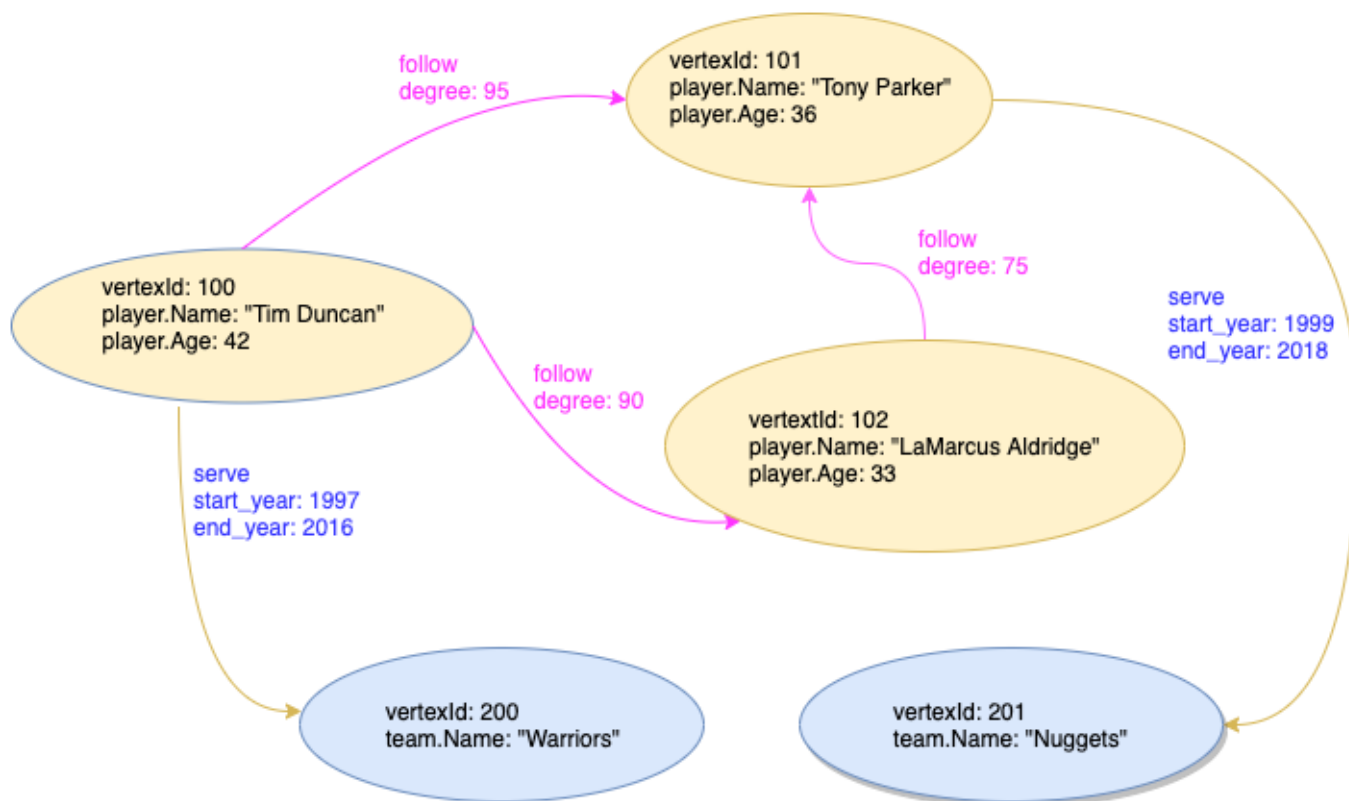 vertexId: 101
player.Name: "Tony Parker"
player.Age: 36
follow
degree: 95
follow
degree: 75
vertexId: 100
player.Name: "Tim Duncan"
player.Age: 42
serve
start_year: 1999
end_year: 2018
follow
degree: 90
vertextId: 102
player.Name: "LaMarcus Aldridge"
player.Age: 33
serve
start_year: 1997
end_year: 2016
vertexId: 200
team.Name: "Warriors"
vertexId: 201
team.Name: "Nuggets"